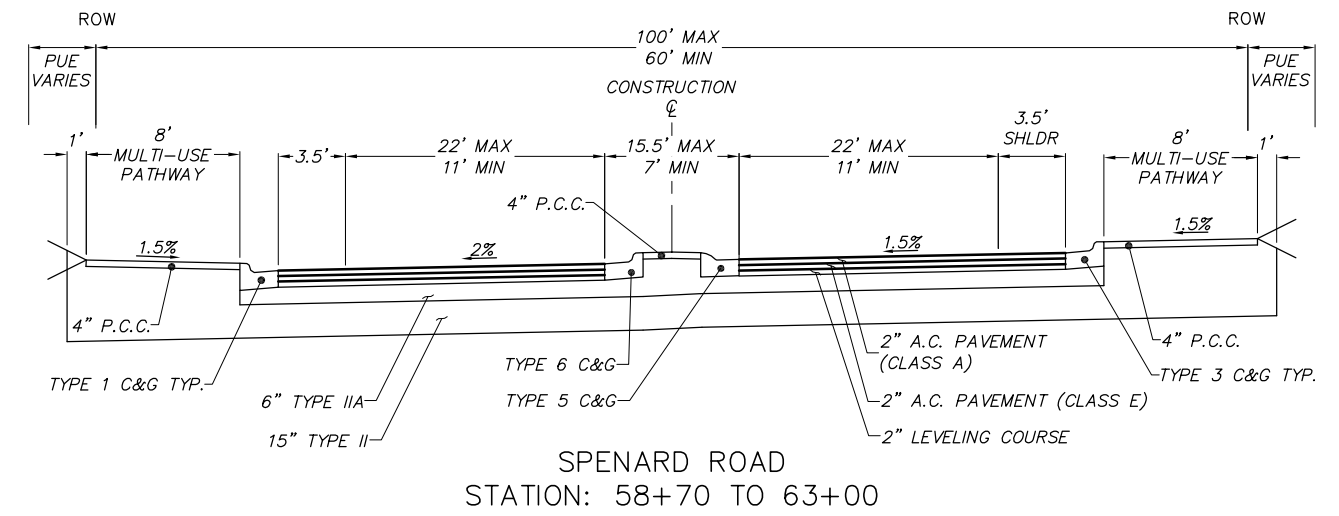 ROW
ROW
100' MAX
60' MIN
PUE
VARIES
PUE
VARIES
CONSTRUCTION
℄
1'
8'
MULTI-USE
PATHWAY
3.5'
22' MAX
11' MIN
15.5' MAX
7' MIN
22' MAX
11' MIN
3.5'
SHLDR
8'
MULTI-USE
PATHWAY
1'
4" P.C.C.
1.5%
2%
1.5%
1.5%
4" P.C.C.
TYPE 1 C&G TYP.
6" TYPE IIA
15" TYPE II
TYPE 6 C&G
TYPE 5 C&G
2" A.C. PAVEMENT
(CLASS A)
2" A.C. PAVEMENT (CLASS E)
2" LEVELING COURSE
4" P.C.C.
TYPE 3 C&G TYP.
SPENARD ROAD
STATION: 58+70 TO 63+00